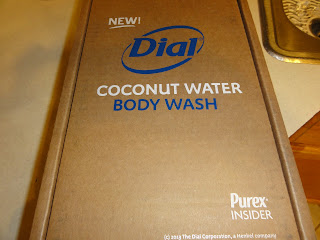 NEW!
Dial
COCONUT WATER
BODY WASH
Purex
INSIDER
(c) 2013 The Dial Corporation, a Henkel company